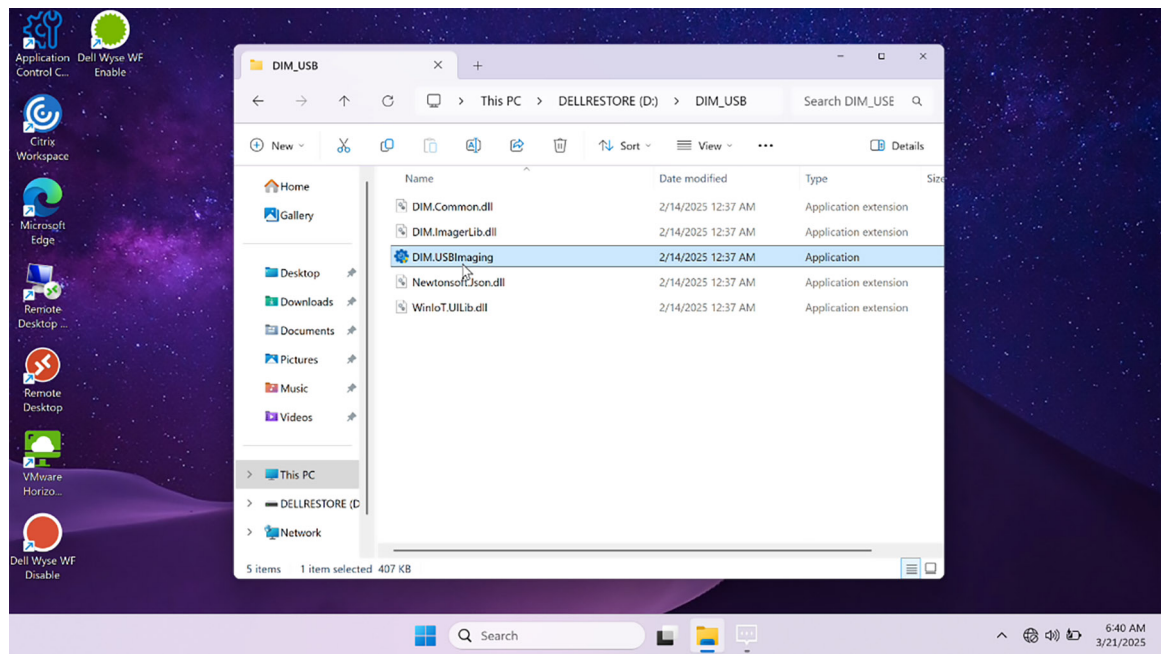 Application
Control C...
Dell Wyse WF
Enable
Citrix
Workspace
Microsoft
Edge
Remote
Desktop ...
Remote
Desktop
VMware
Horizo...
Dell Wyse WF
Disable
DIM_USB
This PC > DELLRESTORE (D:) > DIM_USB
Search DIM_USE
New
Sort
View
Details
Home
Gallery
Desktop
Downloads
Documents
Pictures
Music
Videos
This PC
DELLRESTORE (D
Network
Name Date modified Type Size
DIM.Common.dll 2/14/2025 12:37 AM Application extension
DIM.ImagerLib.dll 2/14/2025 12:37 AM Application extension
DIM.USBImaging 2/14/2025 12:37 AM Application
Newtonsoft.Json.dll 2/14/2025 12:37 AM Application extension
WinIoT.UILib.dll 2/14/2025 12:37 AM Application extension
5 items 1 item selected 407 KB
Search
6:40 AM
3/21/2025